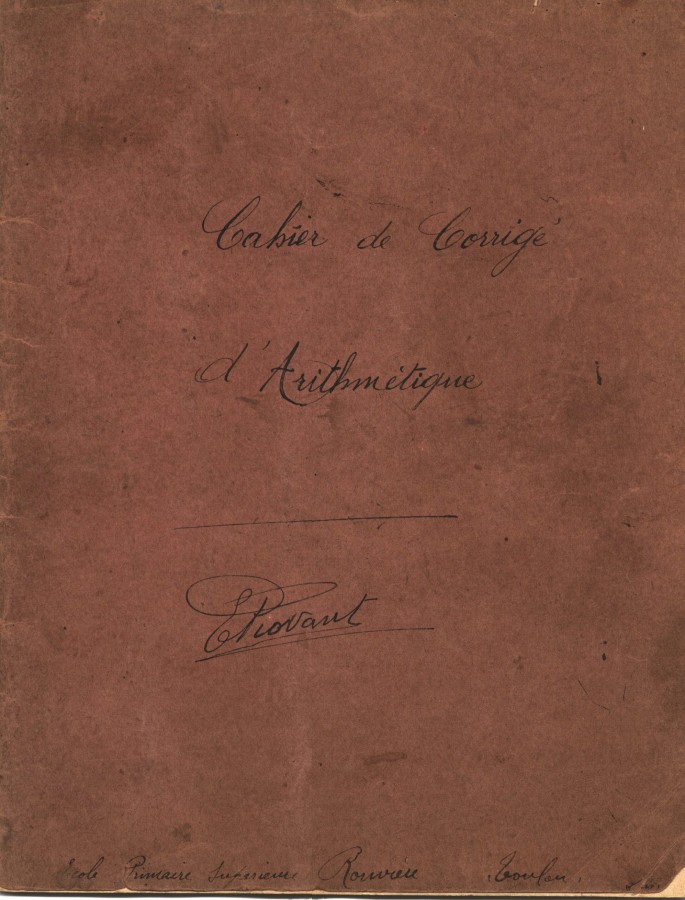 Cahier de Corrigé
d'Arithmétique
Ecole Primaire Supérieure Rouvière Toulon.